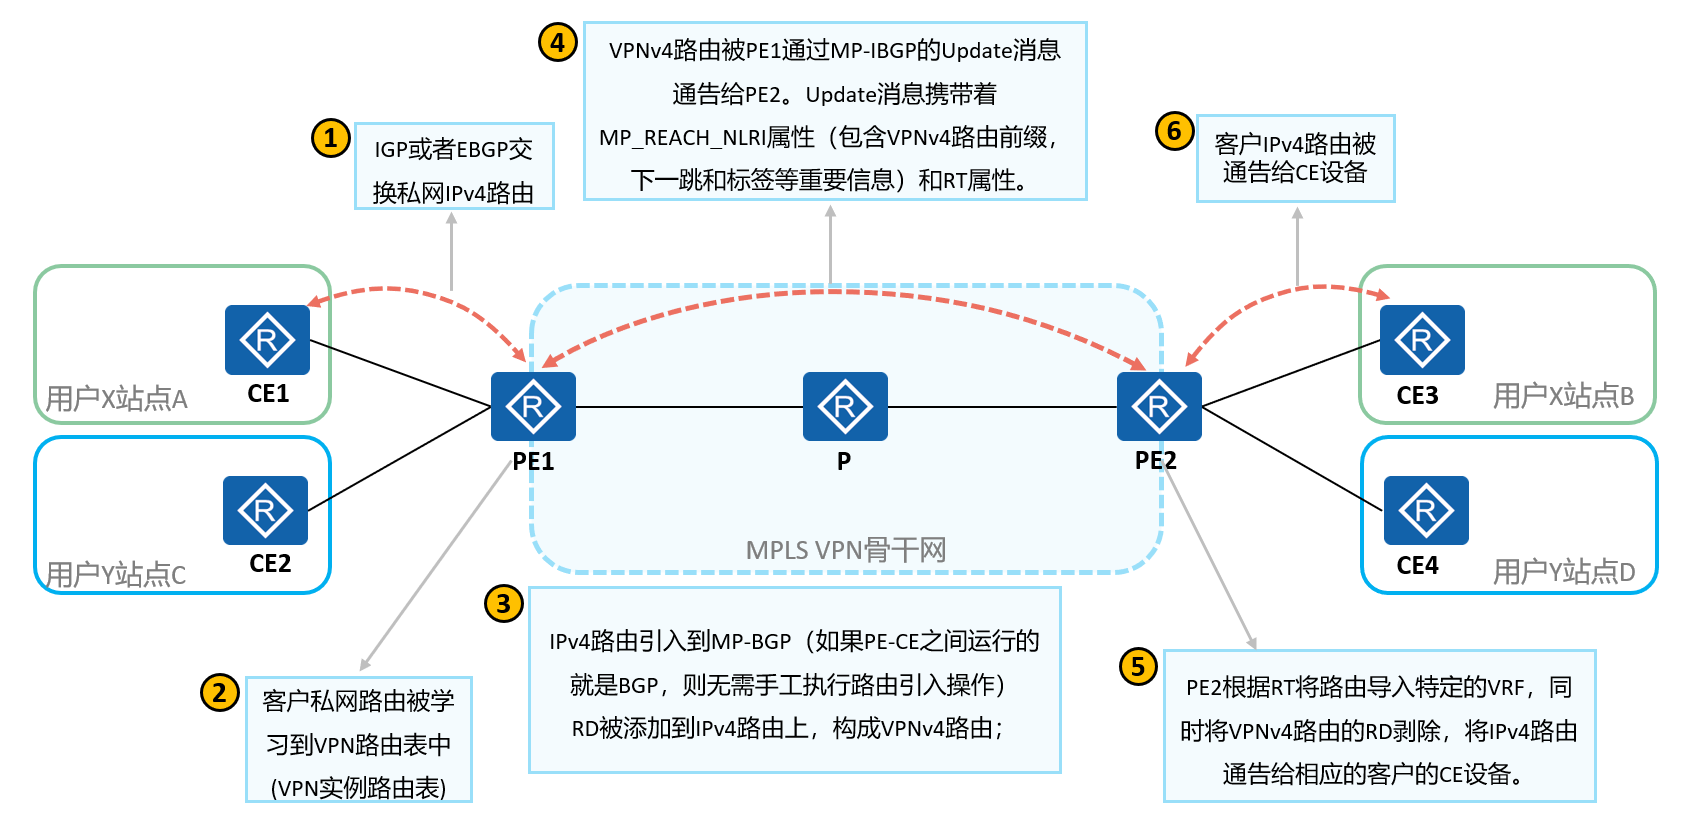 4
VPNv4路由被PE1通过MP-IBGP的Update消息
通告给PE2。Update消息携带着
MP_REACH_NLRI属性（包含VPNv4路由前缀，
下一跳和标签等重要信息）和RT属性。
1
IGP或者EBGP交
换私网IPv4路由
6
客户IPv4路由被
通告给CE设备
R
CE1
用户X站点A
R
CE2
用户Y站点C
R
PE1
R
P
R
PE2
MPLS VPN骨干网
R
CE3
用户X站点B
R
CE4
用户Y站点D
2
客户私网路由被学
习到VPN路由表中
(VPN实例路由表)
3
IPv4路由引入到MP-BGP（如果PE-CE之间运行的
就是BGP，则无需手工执行路由引入操作）
RD被添加到IPv4路由上，构成VPNv4路由；
5
PE2根据RT将路由导入特定的VRF，同
时将VPNv4路由的RD剥除，将IPv4路由
通告给相应的客户的CE设备。